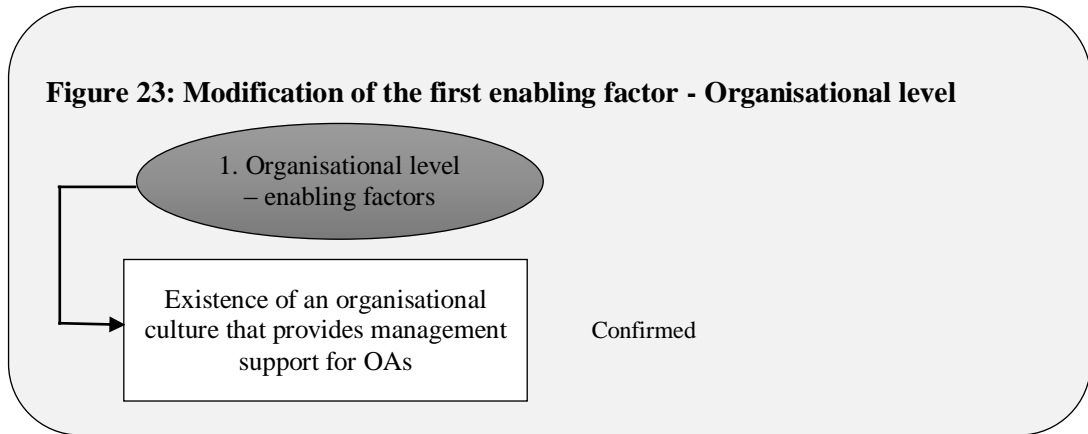 Figure 23: Modification of the first enabling factor - Organisational level
1. Organisational level
– enabling factors
Existence of an organisational
culture that provides management
support for OAs
Confirmed